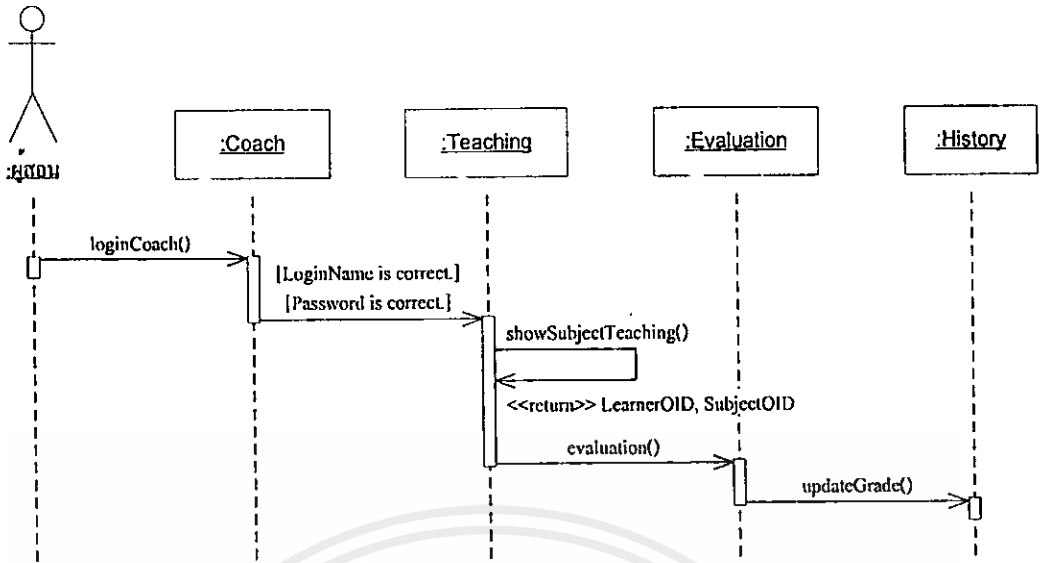 :ผู้สอน
:Coach
:Teaching
:Evaluation
:History
loginCoach()
[LoginName is correct.]
[Password is correct.]
showSubjectTeaching()
<<return>> LearnerOID, SubjectOID
evaluation()
updateGrade()